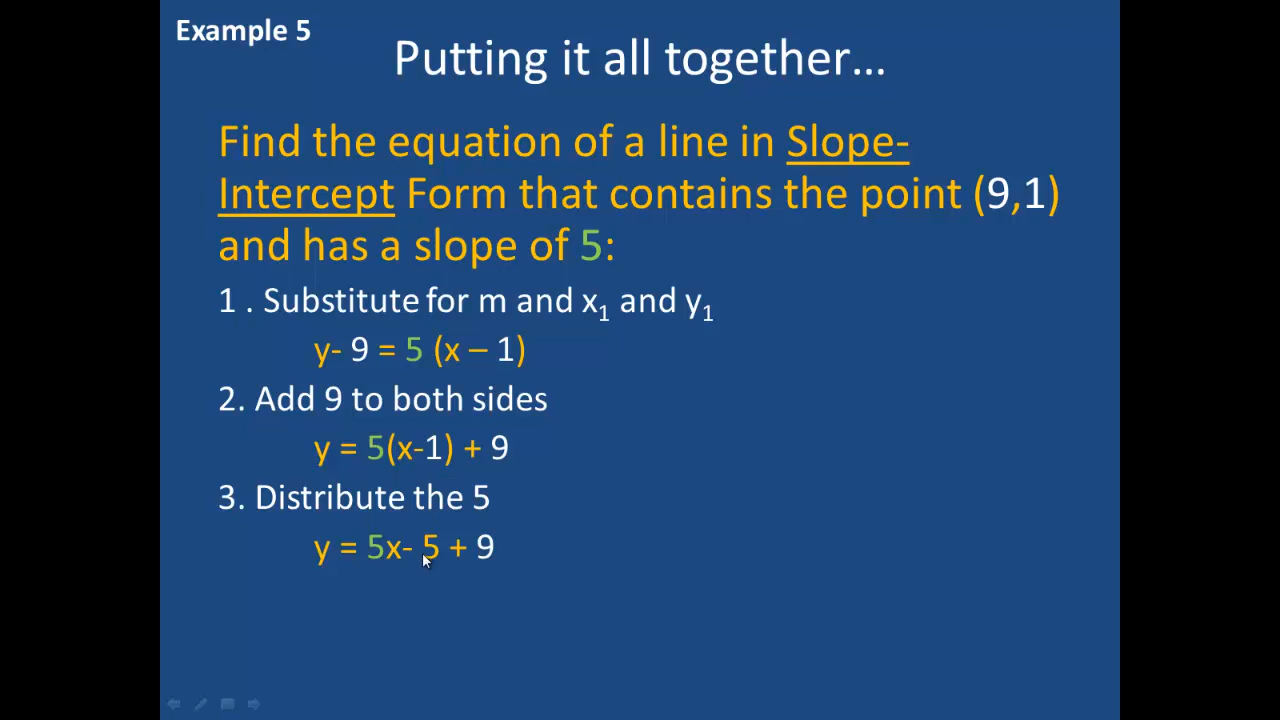 Example 5
Putting it all together…
Find the equation of a line in Slope-
Intercept Form that contains the point (9,1)
and has a slope of 5:
1 . Substitute for m and x₁ and y₁
y- 9 = 5 (x – 1)
2. Add 9 to both sides
y = 5(x-1) + 9
3. Distribute the 5
y = 5x- 5 + 9